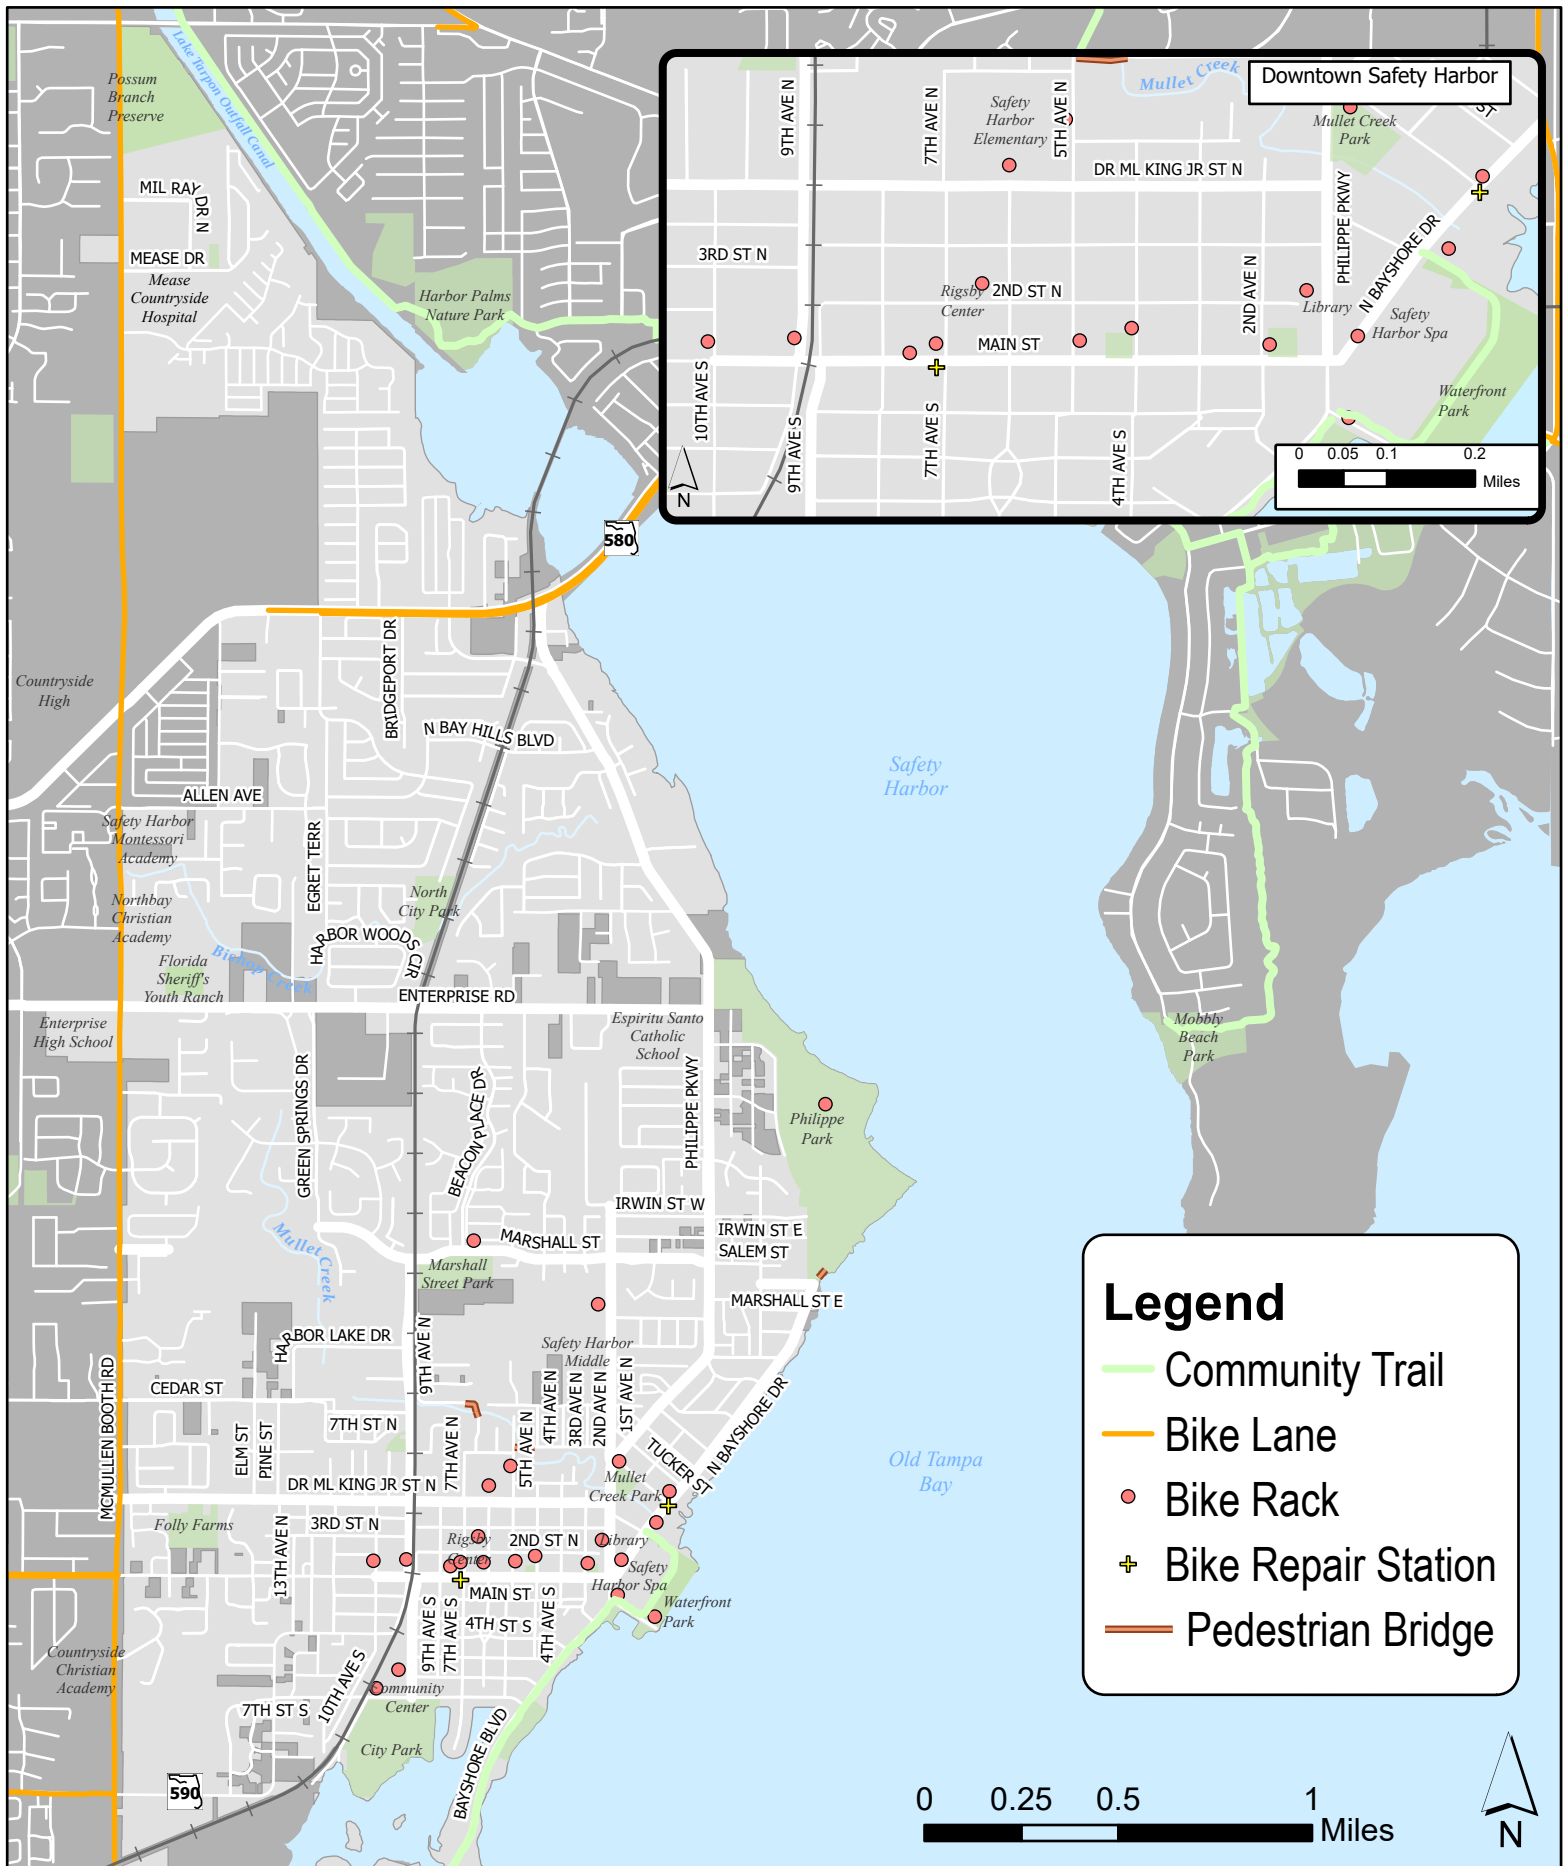 Possum
Branch
Preserve
Lake Tarpon Outfall Canal
MIL RAY DR N
MEASE DR
Mease
Countryside
Hospital
Harbor Palms
Nature Park
580
Countryside
High
BRIDGEPORT DR
N BAY HILLS BLVD
ALLEN AVE
Safety Harbor
Montessori
Academy
EGRET TERR
North
City Park
Northbay
Christian
Academy
HARBOR WOODS CIR
Bishop Creek
Florida
Sheriff's
Youth Ranch
ENTERPRISE RD
Enterprise
High School
Espiritu Santo
Catholic
School
GREEN SPRINGS DR
BEACON PLACE DR
PHILIPPE PKWY
Philippe
Park
Mobbly
Beach
Park
Safety
Harbor
IRWIN ST W
IRWIN ST E
SALEM ST
MARSHALL ST
Mullet Creek
Marshall
Street Park
MARSHALL ST E
HARBOR LAKE DR
9TH AVE N
Safety Harbor
Middle
MCMULLEN BOOTH RD
CEDAR ST
7TH ST N
ELM ST
PINE ST
7TH AVE N
5TH AVE N
4TH AVE N
3RD AVE N
2ND AVE N
1ST AVE N
N BAYSHORE DR
TUCKER ST
Mullet
Creek Park
DR ML KING JR ST N
Old Tampa
Bay
Folly Farms
3RD ST N
13TH AVE N
Rigsby
Center
2ND ST N
Library
Safety
Harbor Spa
MAIN ST
Waterfront
Park
4TH ST S
9TH AVE S
7TH AVE S
4TH AVE S
Countryside
Christian
Academy
10TH AVE S
7TH ST S
Community
Center
City Park
BAYSHORE BLVD
590
Downtown Safety Harbor
9TH AVE N
7TH AVE N
Safety
Harbor
Elementary
5TH AVE N
Mullet Creek
ST
Mullet Creek
Park
DR ML KING JR ST N
PHILIPPE PKWY
3RD ST N
N BAYSHORE DR
2ND AVE N
Rigsby
Center
2ND ST N
Library
Safety
Harbor Spa
MAIN ST
10TH AVE S
9TH AVE S
7TH AVE S
4TH AVE S
Waterfront
Park
N
0 0.05 0.1 0.2
Miles
Legend
Community Trail
Bike Lane
Bike Rack
Bike Repair Station
Pedestrian Bridge
0 0.25 0.5 1
Miles
N